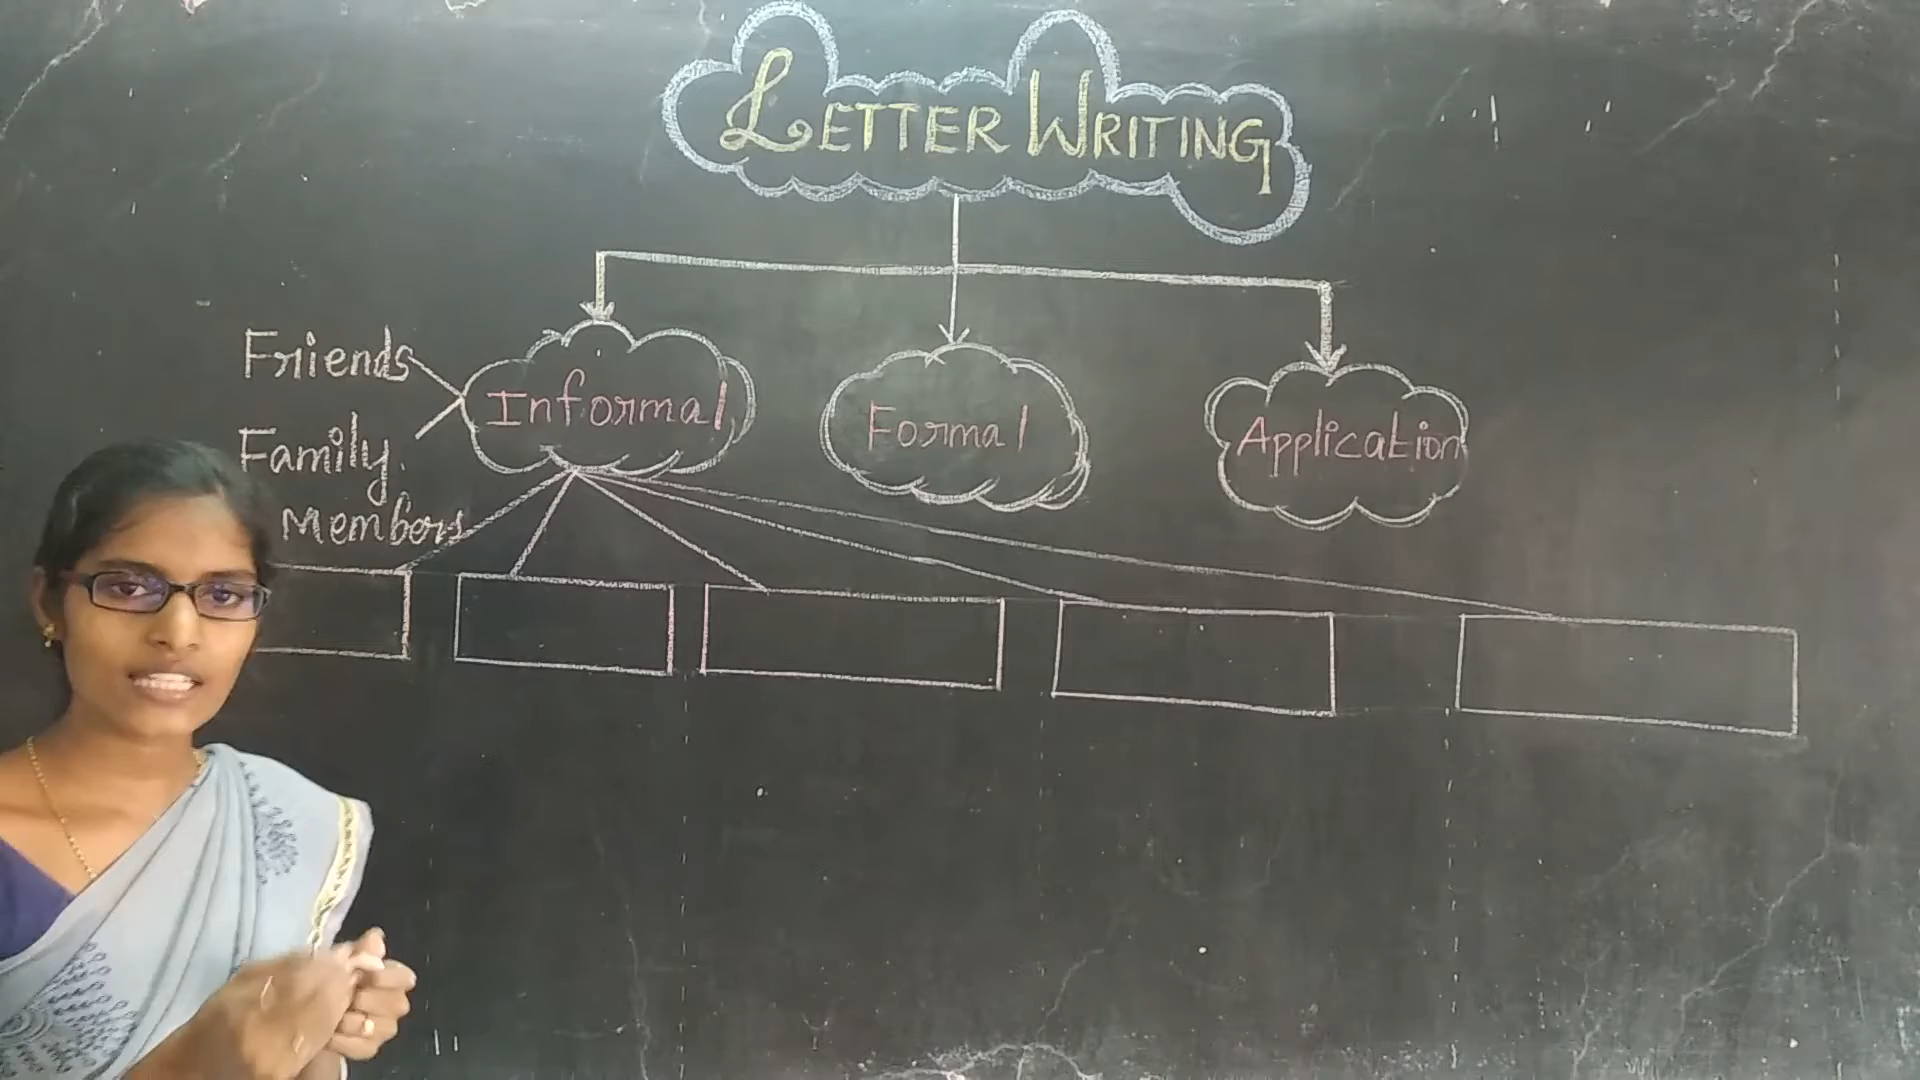 LETTER WRITING
Friends
Family
Members
Informal
Formal
Application